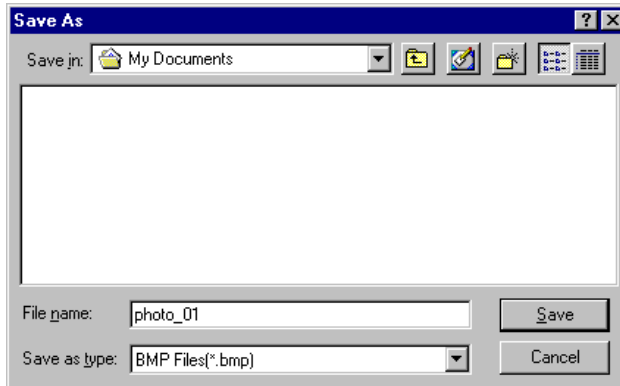 Save As
Save in: My Documents
File name: photo_01 Save
Save as type: BMP Files(*.bmp) Cancel